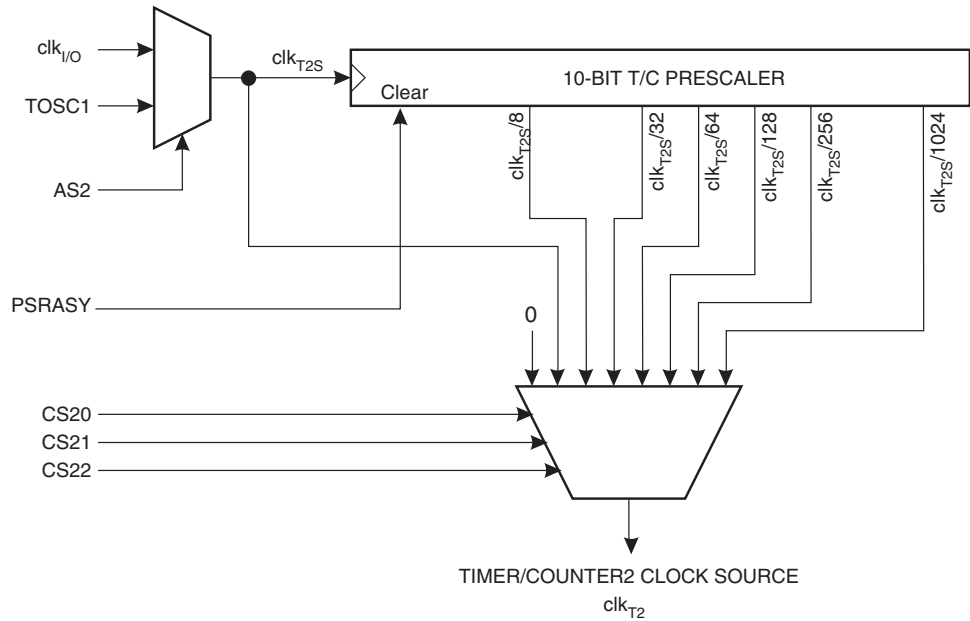 clkI/O
TOSC1
AS2
PSRASY
clkT2S
10-BIT T/C PRESCALER
Clear
clkT2S/8
clkT2S/32
clkT2S/64
clkT2S/128
clkT2S/256
clkT2S/1024
0
CS20
CS21
CS22
TIMER/COUNTER2 CLOCK SOURCE
clkT2